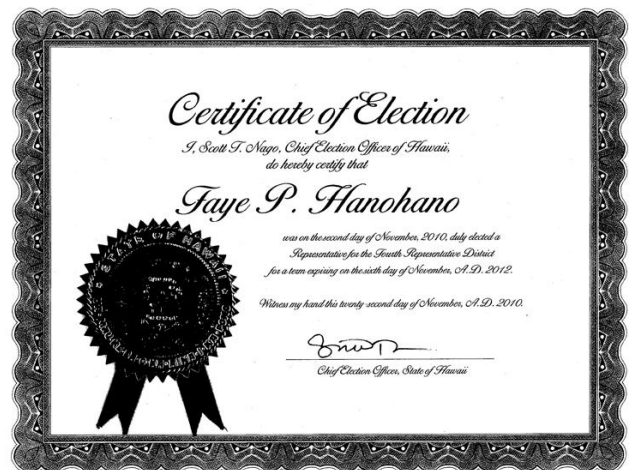 Certificate of Election
I, Scott T. Nago, Chief Election Officer of Hawaii,
do hereby certify that
Faye P. Hanohano
was on the second day of November, 2010, duly elected a
Representative for the Fourth Representative District
for a term expiring on the sixth day of November, A.D. 2012.
Witness my hand this twenty-second day of November, A.D. 2010.
Chief Election Officer, State of Hawaii
STATE OF HAWAII